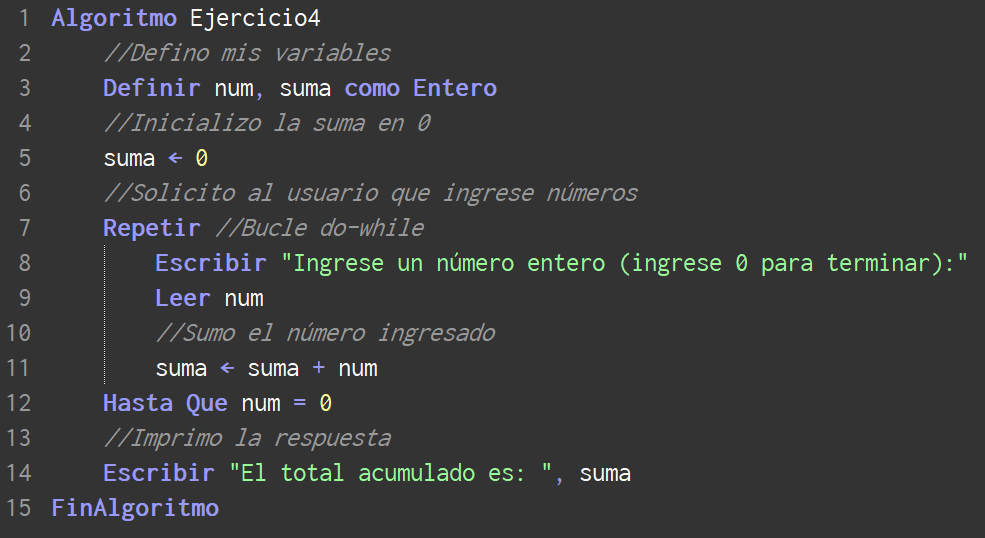 1 Algoritmo Ejercicio4
2 //Defino mis variables
3 Definir num, suma como Entero
4 //Inicializo la suma en 0
5 suma ← 0
6 //Solicito al usuario que ingrese números
7 Repetir //Bucle do-while
8 Escribir "Ingrese un número entero (ingrese 0 para terminar):"
9 Leer num
10 //Sumo el número ingresado
11 suma ← suma + num
12 Hasta Que num = 0
13 //Imprimo la respuesta
14 Escribir "El total acumulado es: ", suma
15 FinAlgoritmo